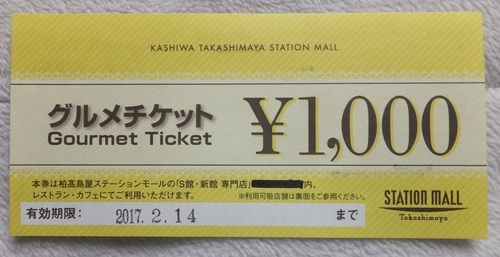 KASHIWA TAKASHIMAYA STATION MALL
グルメチケット
Gourmet Ticket
¥1,000
本券は柏髙島屋ステーションモールの「S館・新館 専門店」内、
レストラン・カフェにてご利用いただけます。
※利用可能店舗は裏面をご参照ください。
STATION MALL
Takashimaya
有効期限: 2017. 2. 14 まで